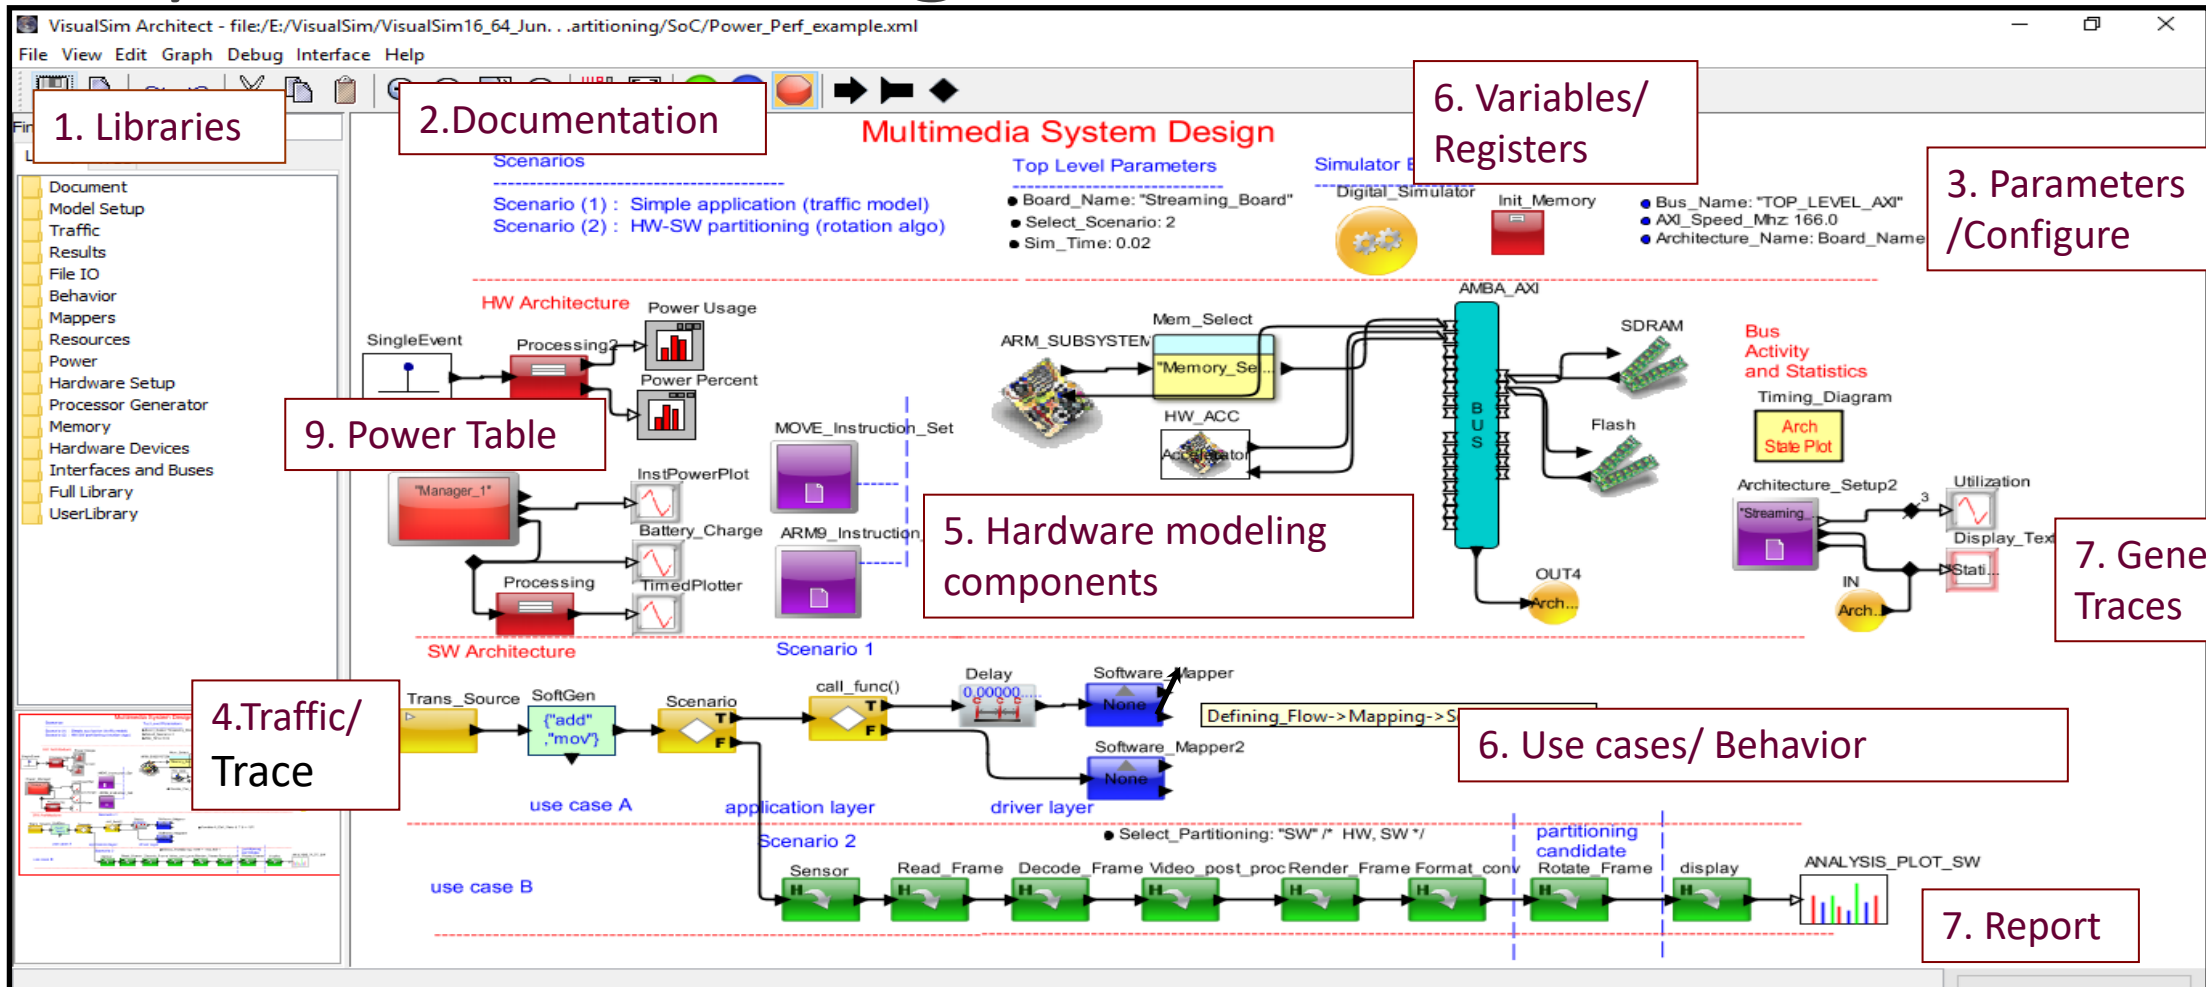 VisualSim Architect - file:/E:/VisualSim/VisualSim16_64_Jun. . .artitioning/SoC/Power_Perf_example.xml
File View Edit Graph Debug Interface Help
1. Libraries
2.Documentation
6. Variables/
Registers
3. Parameters
/Configure
Multimedia System Design
Document
Model Setup
Traffic
Results
File IO
Behavior
Mappers
Resources
Power
Hardware Setup
Processor Generator
Memory
Hardware Devices
Interfaces and Buses
Full Library
UserLibrary
Scenarios
Scenario (1) : Simple application (traffic model)
Scenario (2) : HW-SW partitioning (rotation algo)
Top Level Parameters
Board_Name: "Streaming_Board"
Select_Scenario: 2
Sim_Time: 0.02
Simulator
Digital_Simulator
Init_Memory
Bus_Name: "TOP_LEVEL_AXI"
AXI_Speed_Mhz: 166.0
Architecture_Name: Board_Name
HW Architecture
Power Usage
SingleEvent
Processing2
Power Percent
9. Power Table
"Manager_1"
InstPowerPlot
Battery_Charge
TimedPlotter
Processing
MOVE_Instruction_Set
ARM9_Instruction_
ARM_SUBSYSTEM
Mem_Select
"Memory_Sel...
HW_ACC
Accelerator
AMBA_AXI
BUS
SDRAM
Flash
OUT4
Arch...
5. Hardware modeling
components
Bus
Activity
and Statistics
Timing_Diagram
Arch
State Plot
Architecture_Setup2
"Streaming_
3
Utilization
Display_Text
"Stati...
IN
Arch...
7. Gene
Traces
SW Architecture
Scenario 1
4.Traffic/
Trace
Trans_Source
SoftGen
{"add"
,"mov"}
Scenario
T
F
call_func()
T
F
Delay
0.00000.....
Software_Mapper
None
Defining_Flow->Mapping->S
Software_Mapper2
None
6. Use cases/ Behavior
use case A
application layer
driver layer
Scenario 2
Select_Partitioning: "SW" /* HW, SW */
partitioning
candidate
use case B
Sensor
Read_Frame
Decode_Frame
Video_post_proc
Render_Frame
Format_conv
Rotate_Frame
display
ANALYSIS_PLOT_SW
7. Report